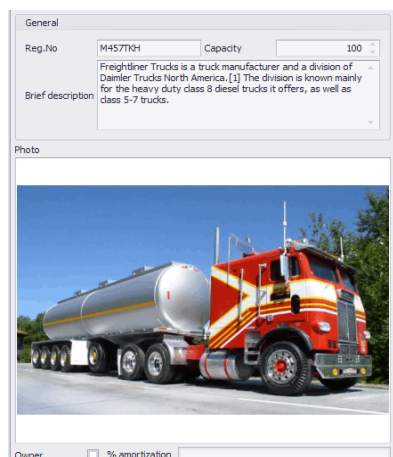 General
Reg.No M457TKH Capacity 100
Freightliner Trucks is a truck manufacturer and a division of
Daimler Trucks North America.[1] The division is known mainly
Brief description for the heavy duty class 8 diesel trucks it offers, as well as
class 5-7 trucks.
Photo
Owner % amortization